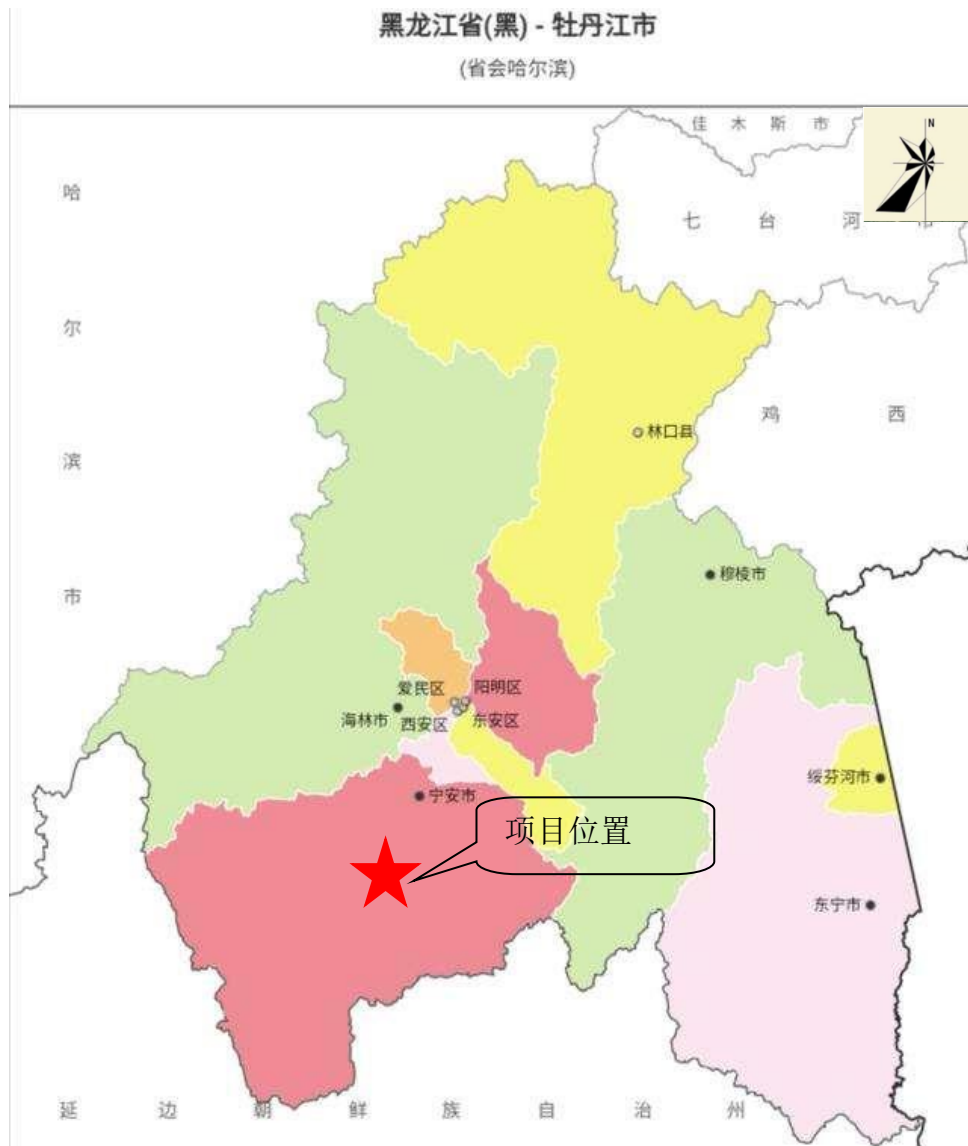 黑龙江省(黑) - 牡丹江市
(省会哈尔滨)
佳木斯市
N
哈尔滨市
七台河市
鸡西
林口县
穆棱市
爱民区
阳明区
海林市
西安区
东安区
绥芬河市
宁安市
项目位置
东宁市
延边朝鲜族自治州